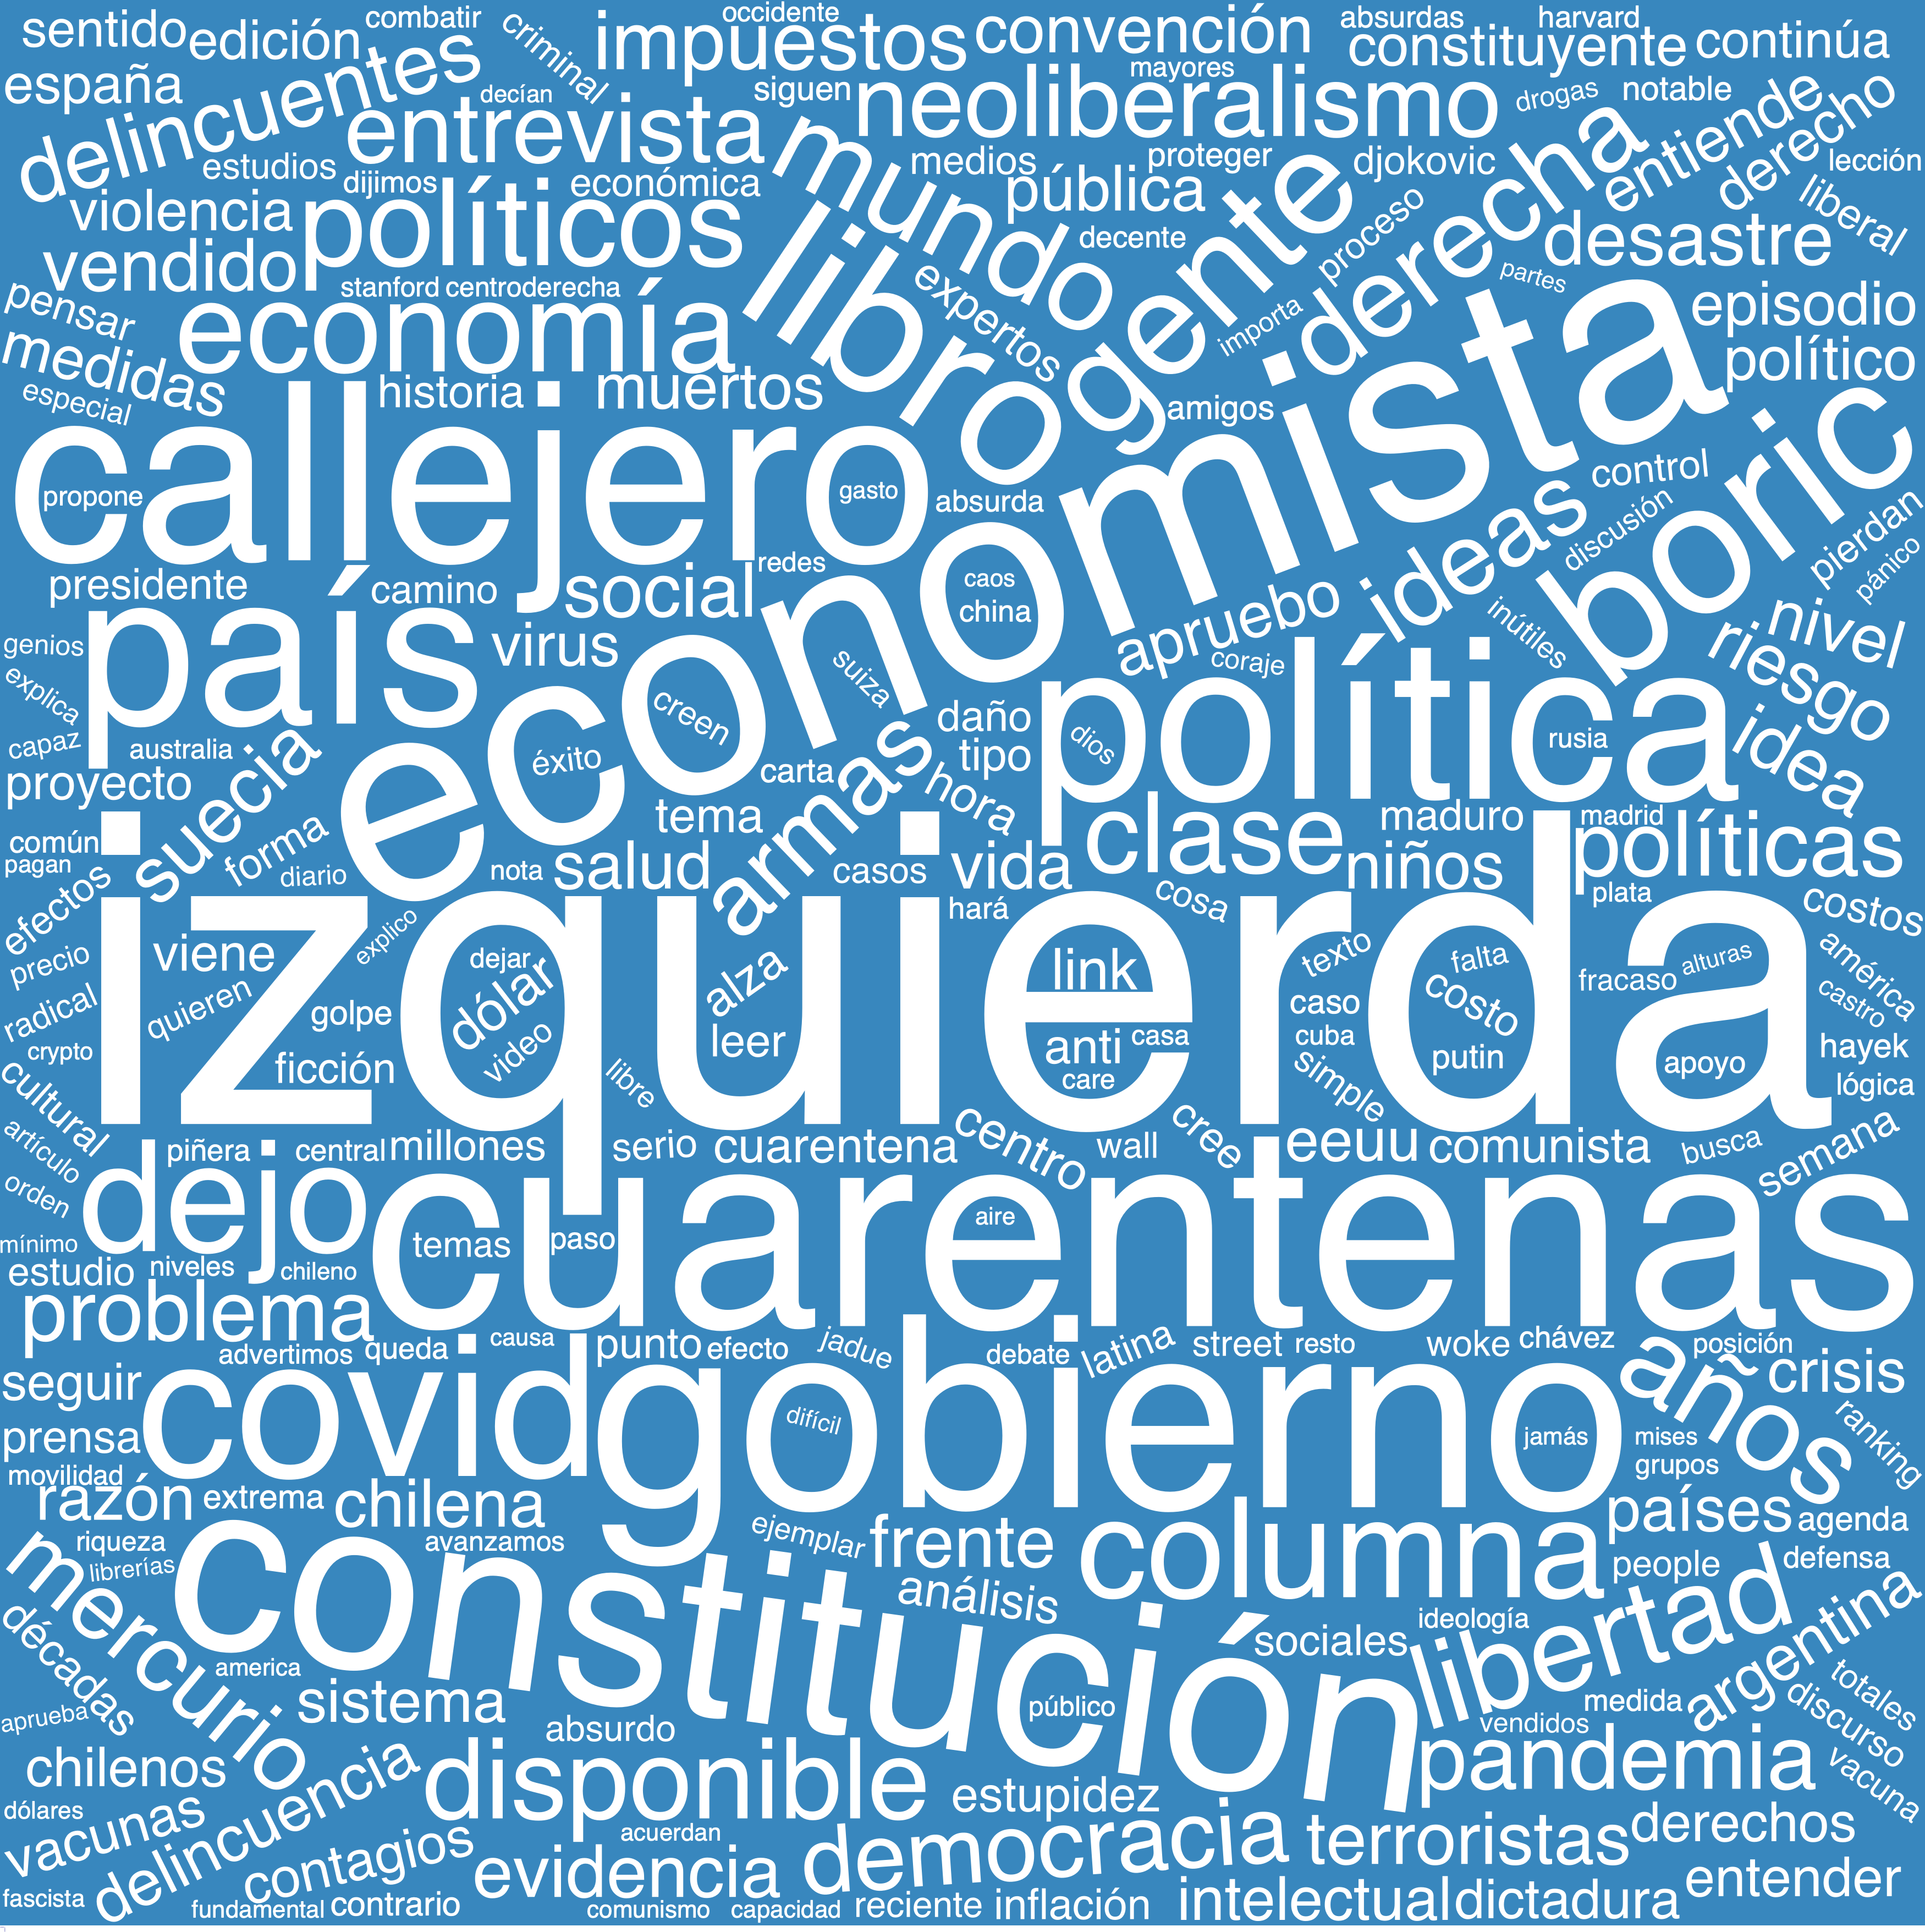 sentido
edición
combatir
criminal
occidente
impuestos
convención
absurdas
harvard
constituyente
continúa
españa
delincuentes
decían
entrevista
siguen
mayores
neoliberalismo
drogas
notable
entiende
derecho
lección
liberal
estudios
dijimos
económica
mundo
medios
proteger
pública
djokovic
derecha
violencia
políticos
vendido
decente
gente
proceso
desastre
partes
pensar
stanford
centroderecha
economía
libro
expertos
importa
episodio
político
medidas
especial
historia
muertos
amigos
callejero
propone
gasto
absurda
economista
ideas
control
boric
discusión
pierdan
pánico
presidente
camino
social
redes
caos
china
apruebo
inútiles
nivel
riesgo
país
genios
virus
explica
creen
suiza
coraje
política
idea
capaz
australia
suecia
éxito
daño
tipo
dios
rusia
proyecto
carta
armas
hora
tema
común
pagan
forma
diario
nota
salud
casos
vida
clase
maduro
niños
madrid
políticas
plata
efectos
izquierda
hará
cosa
costos
viene
explico
dejar
dólar
alza
link
texto
falta
fracaso
alturas
américa
precio
radical
quieren
golpe
video
leer
anti
casa
care
caso
cuba
costo
putin
castro
hayek
apoyo
lógica
crypto
ficción
libre
simple
cultural
artículo
orden
piñera
central
millones
serio
cuarentena
centro
wall
cree
eeuu
comunista
busca
semana
dejo
cuarentenas
temas
paso
aire
mínimo
estudio
niveles
chileno
problema
advertimos
queda
causa
punto
efecto
jadue
debate
latina
street
resto
woke
chávez
posición
años
crisis
seguir
covid
gobierno
difícil
jamás
mises
grupos
ranking
prensa
movilidad
razón
extrema
chilena
riqueza
avanzamos
librerías
ejemplar
frente
columna
países
agenda
people
defensa
mercurio
constitución
análisis
ideología
sociales
libertad
argentina
décadas
america
sistema
absurdo
público
medida
vendidos
totales
discurso
aprueba
chilenos
disponible
estupidez
pandemia
vacuna
dólares
vacunas
delincuencia
contagios
acuerdan
evidencia
democracia
terroristas
derechos
fascista
fundamental
contrario
comunismo
capacidad
reciente
inflación
intelectual
dictadura
entender